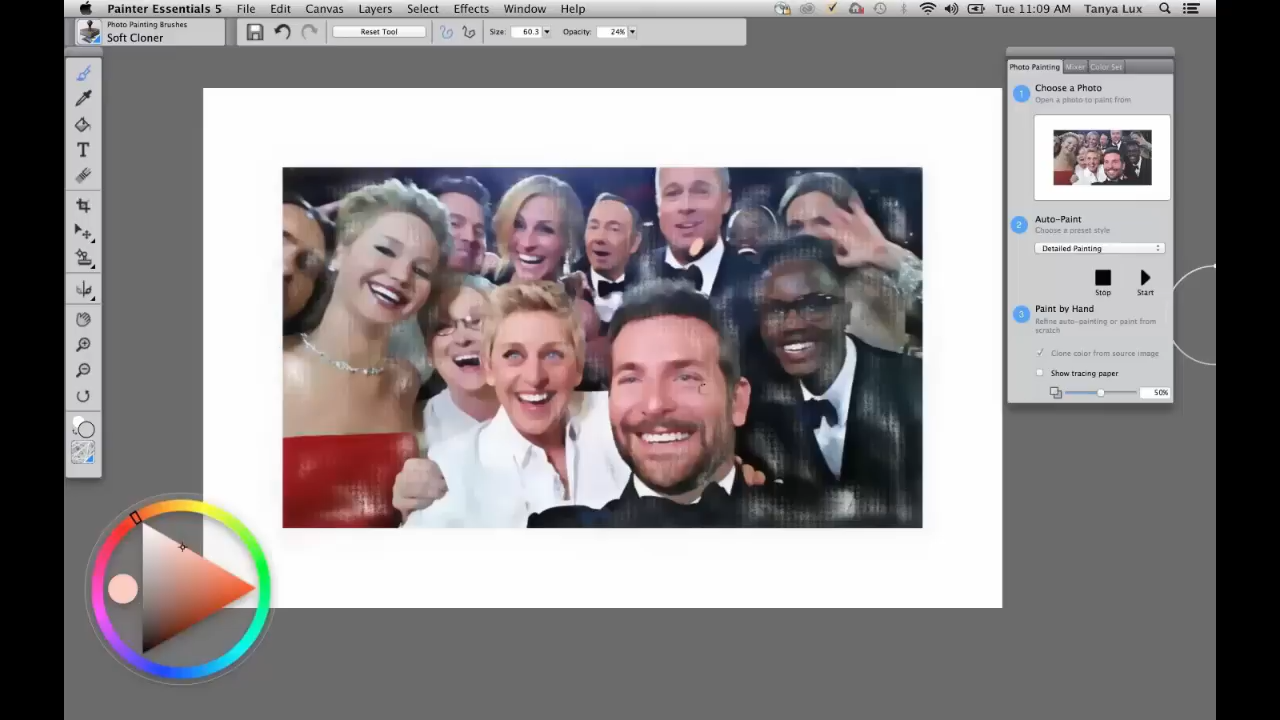 Painter Essentials 5 File Edit Canvas Layers Select Effects Window Help Tue 11:09 AM Tanya Lux
Photo Painting Brushes
Soft Cloner
Reset Tool Size: 60.3 Opacity: 24%
Photo Painting Mixer Color Set
1 Choose a Photo
Open a photo to paint from
2 Auto-Paint
Choose a preset style
Detailed Painting
Stop Start
3 Paint by Hand
Refine auto-painting or paint from
scratch
Clone color from source image
Show tracing paper
50%
T